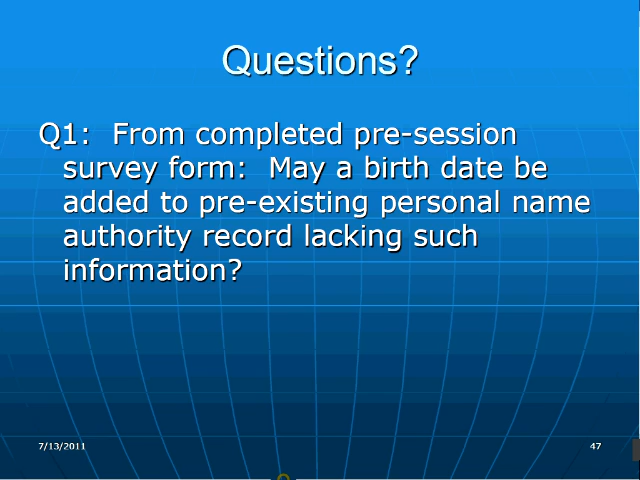 Questions?
Q1:  From completed pre-session
survey form:  May a birth date be
added to pre-existing personal name
authority record lacking such
information?
7/13/2011
47